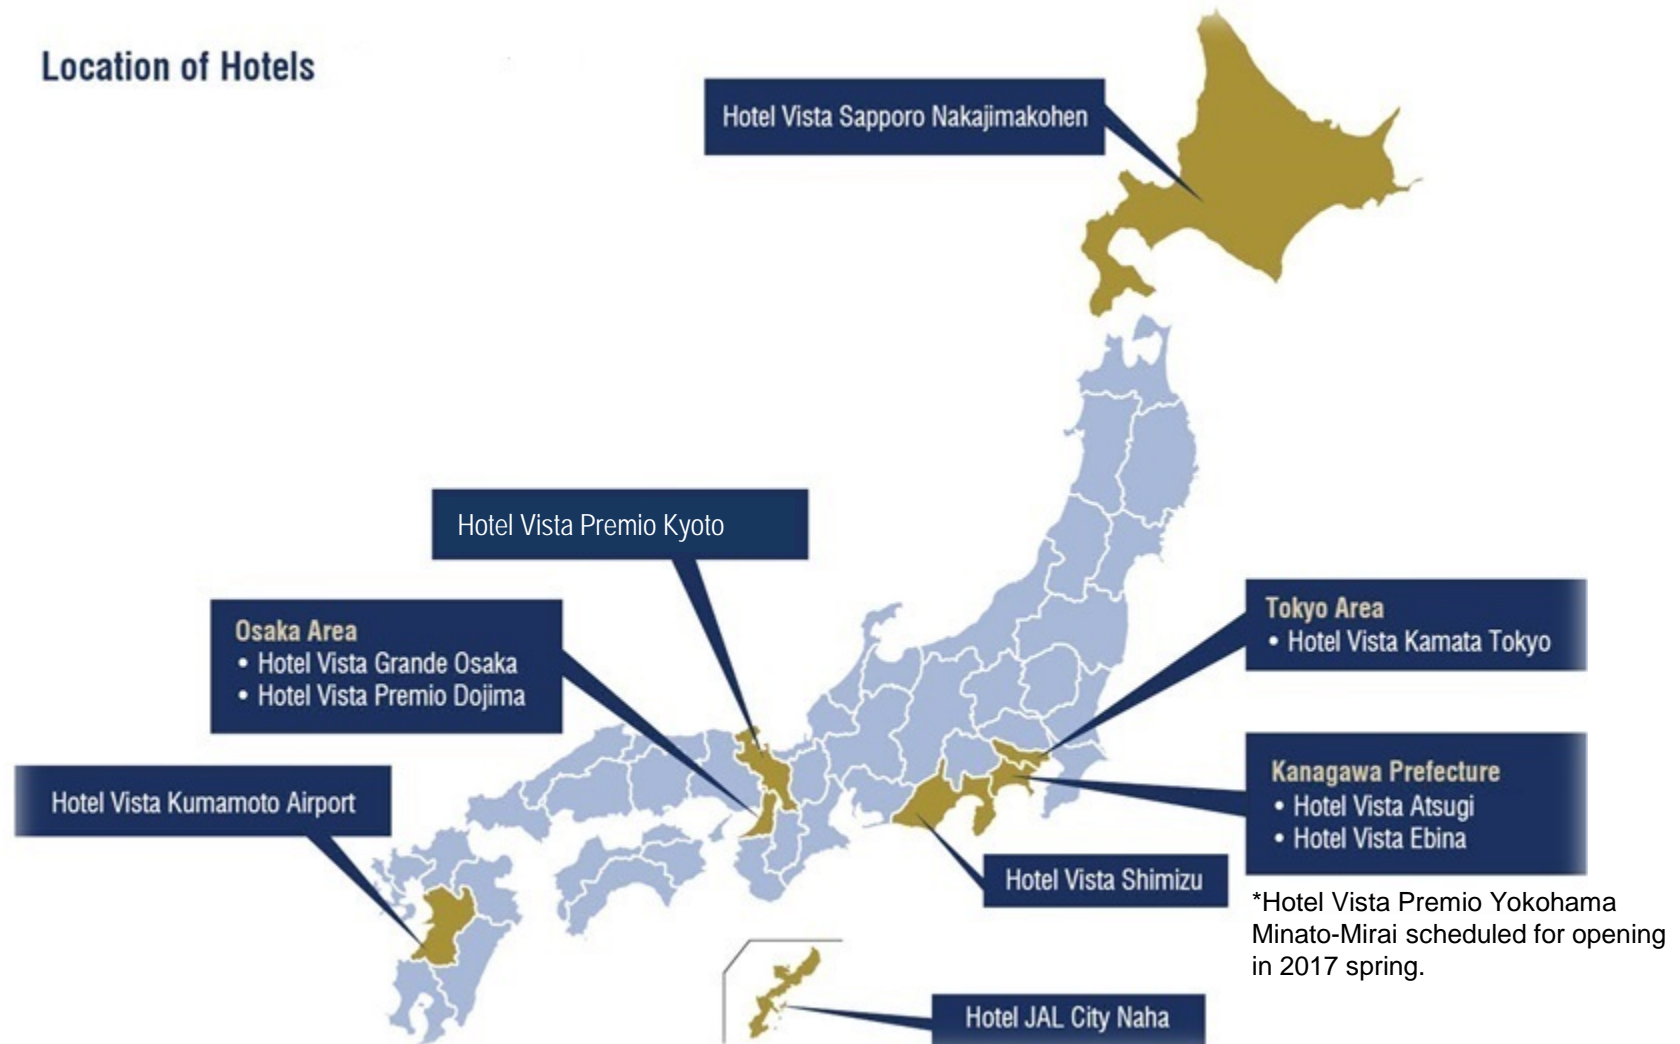 Location of Hotels
Hotel Vista Sapporo Nakajimakohen
Hotel Vista Premio Kyoto
Osaka Area
• Hotel Vista Grande Osaka
• Hotel Vista Premio Dojima
Tokyo Area
• Hotel Vista Kamata Tokyo
Kanagawa Prefecture
• Hotel Vista Atsugi
• Hotel Vista Ebina
Hotel Vista Kumamoto Airport
Hotel Vista Shimizu
*Hotel Vista Premio Yokohama
Minato-Mirai scheduled for opening
in 2017 spring.
Hotel JAL City Naha